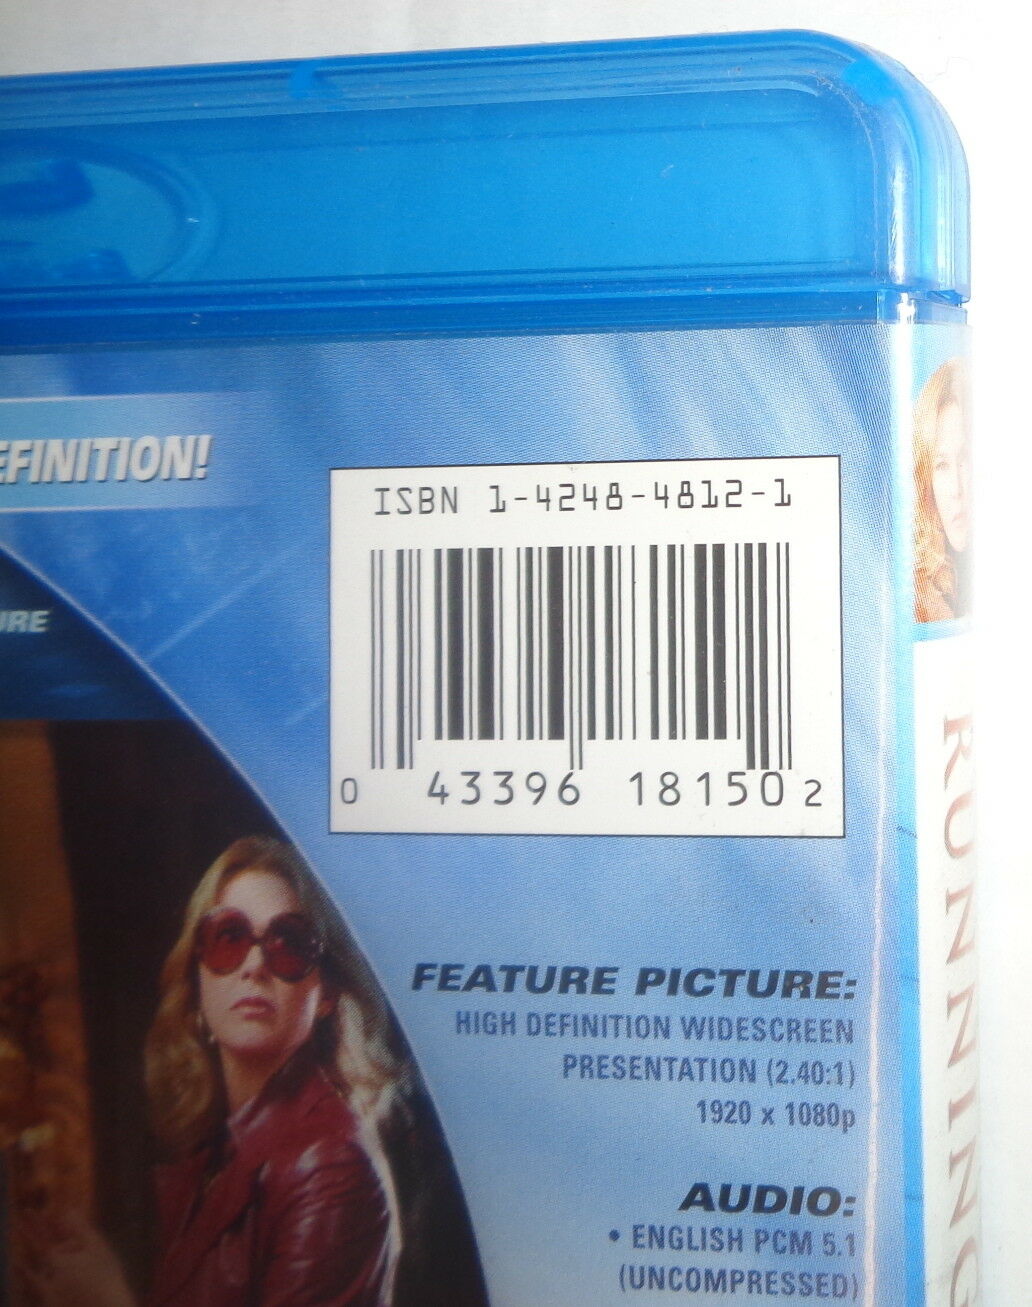 EFINITION!
URE
ISBN 1-4248-4812-1
0 43396 18150 2
FEATURE PICTURE:
HIGH DEFINITION WIDESCREEN
PRESENTATION (2.40:1)
1920 x 1080p
AUDIO:
• ENGLISH PCM 5.1
(UNCOMPRESSED)
RUNNING